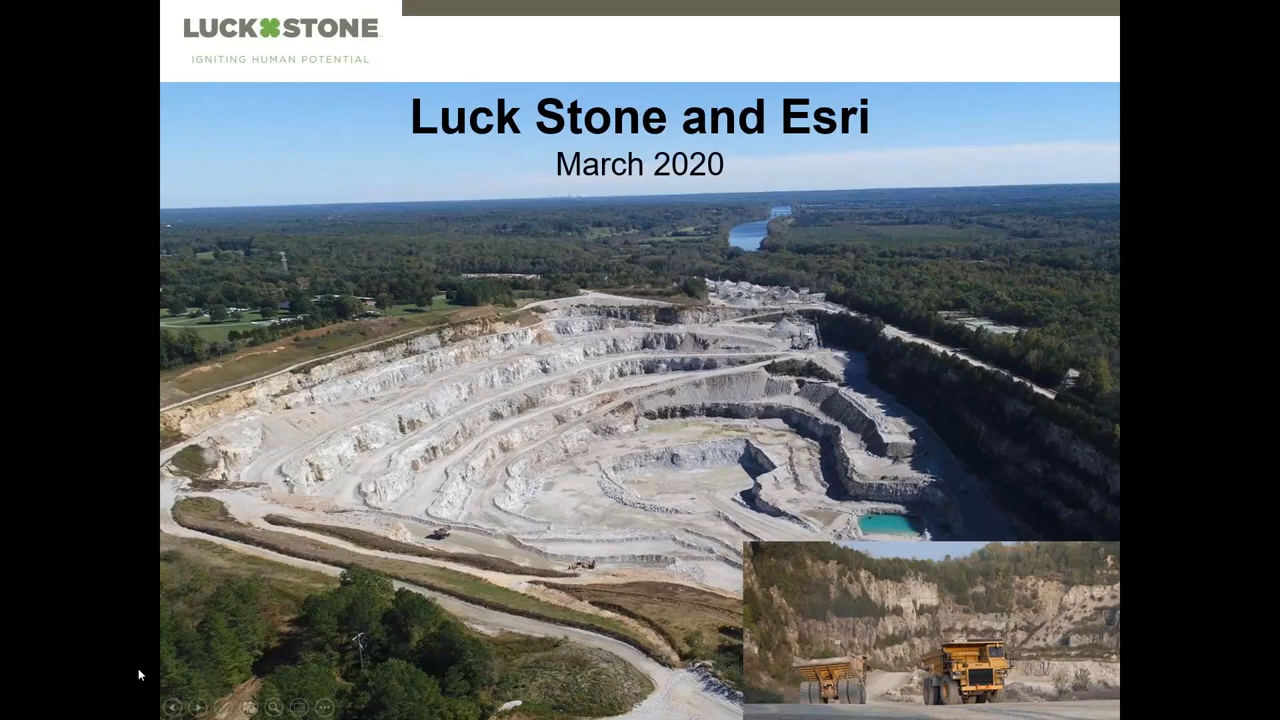 LUCK STONE
IGNITING HUMAN POTENTIAL
Luck Stone and Esri
March 2020